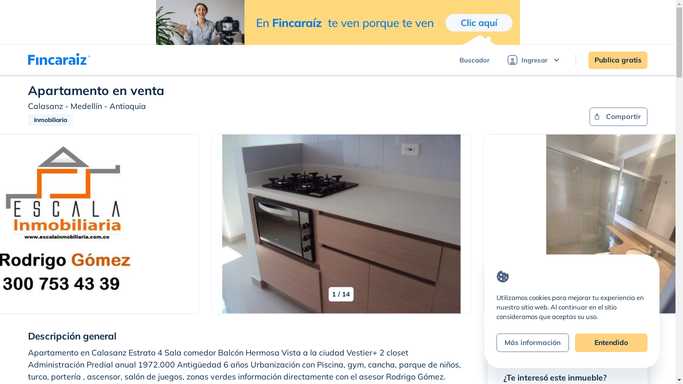 En Fincaraíz te ven porque te ven
Clic aquí
Fincaraíz
Buscador
Ingresar
Publica gratis
Apartamento en venta
Calasanz - Medellín - Antioquia
Inmobiliaria
Compartir
ESCALA
Inmobiliaria
www.escalainmobiliaria.com.co
Rodrigo Gómez
300 753 43 39
1 / 14
Utilizamos cookies para mejorar tu experiencia en
nuestro sitio web. Al continuar en el sitio
consideramos que aceptas su uso.
Más información
Entendido
Descripción general
Apartamento en Calasanz Estrato 4 Sala comedor Balcón Hermosa Vista a la ciudad Vestier+ 2 closet
Administración Predial anual 1972.000 Antigüedad 6 años Urbanización con Piscina, gym, cancha, parque de niños,
turco, portería , ascensor, salón de juegos, zonas verdes información directamente con el asesor Rodrigo Gómez.
¿Te interesó este inmueble?